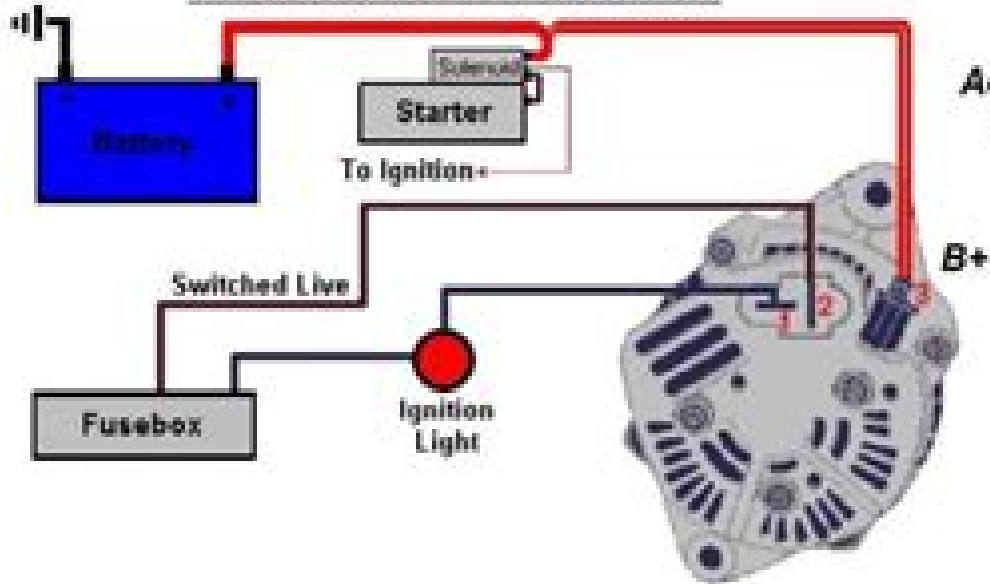 Solenoid
Starter
Battery
To Ignition
B+
Switched Live
1
2
3
Fusebox
Ignition
Light